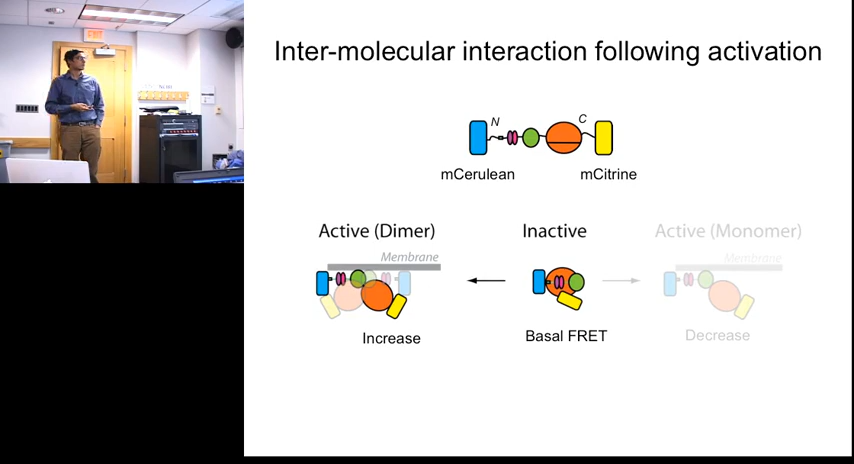 Inter-molecular interaction following activation
N
C
mCerulean
mCitrine
Active (Dimer)
Inactive
Active (Monomer)
Membrane
Membrane
Increase
Basal FRET
Decrease